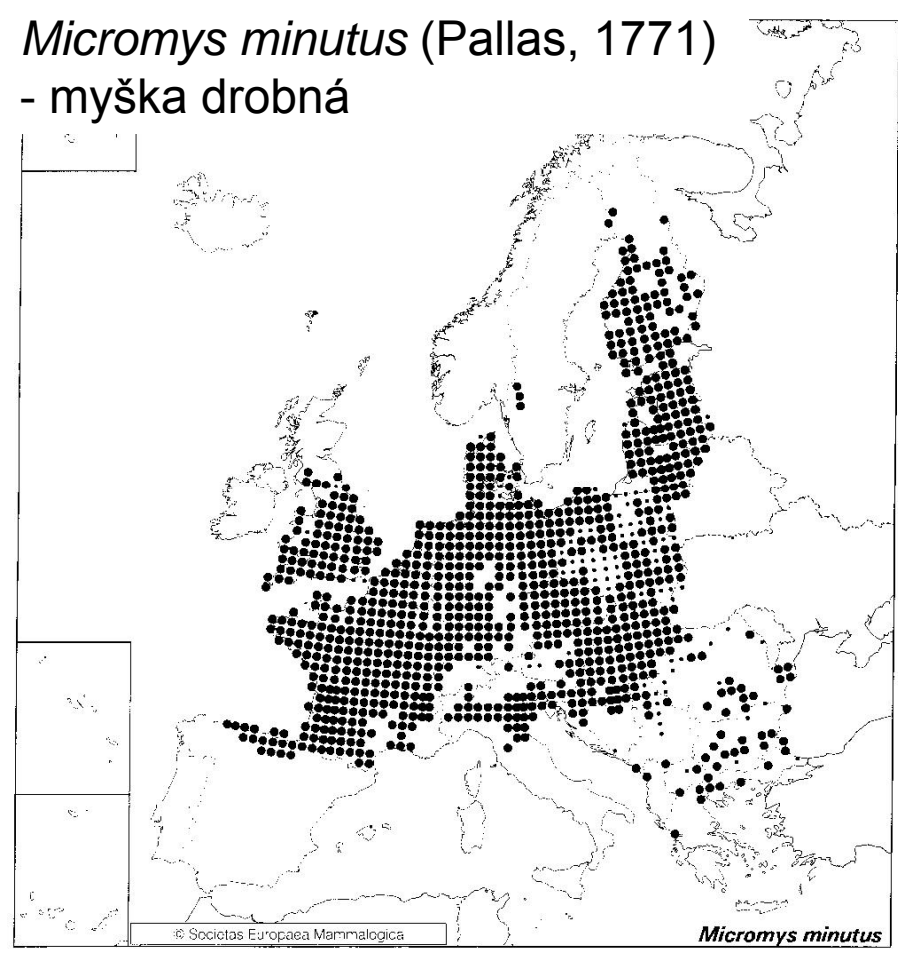 Micromys minutus (Pallas, 1771)
- myška drobná
© Societas Europaea Mammalogica
Micromys minutus